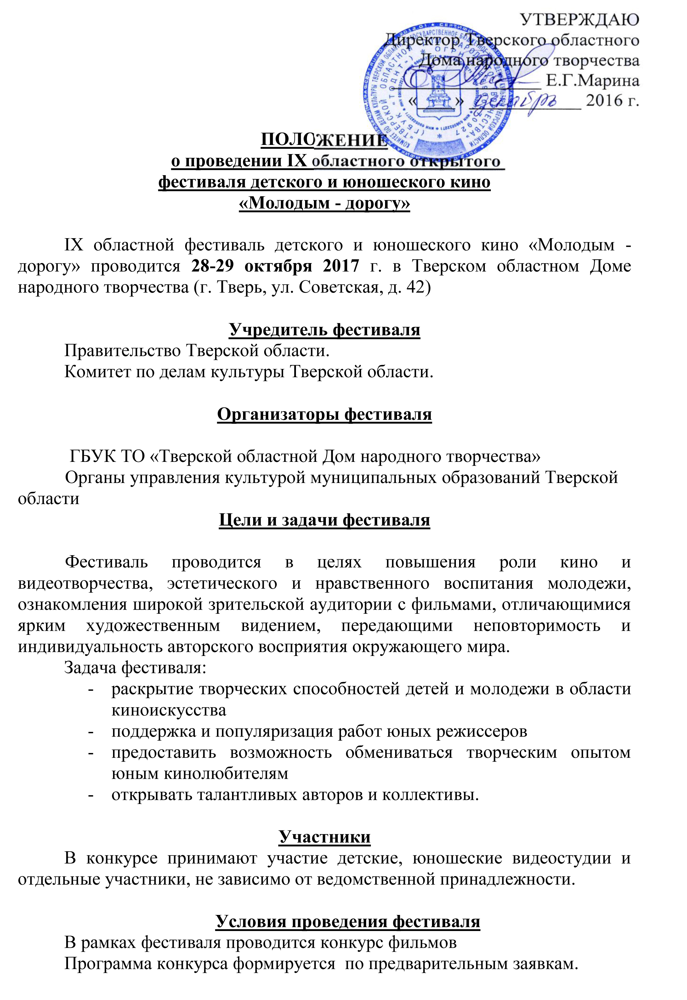 УТВЕРЖДАЮ
Директор Тверского областного
Дома народного творчества
Е.Г.Марина
«____» декабрь 2016 г.
ПОЛОЖЕНИЕ
о проведении IX областного открытого
фестиваля детского и юношеского кино
«Молодым - дорогу»
IX областной фестиваль детского и юношеского кино «Молодым -
дорогу» проводится 28-29 октября 2017 г. в Тверском областном Доме
народного творчества (г. Тверь, ул. Советская, д. 42)
Учредитель фестиваля
Правительство Тверской области.
Комитет по делам культуры Тверской области.
Организаторы фестиваля
ГБУК ТО «Тверской областной Дом народного творчества»
Органы управления культурой муниципальных образований Тверской
области
Цели и задачи фестиваля
Фестиваль проводится в целях повышения роли кино и
видеотворчества, эстетического и нравственного воспитания молодежи,
ознакомления широкой зрительской аудитории с фильмами, отличающимися
ярким художественным видением, передающими неповторимость и
индивидуальность авторского восприятия окружающего мира.
Задача фестиваля:
- раскрытие творческих способностей детей и молодежи в области
киноискусства
- поддержка и популяризация работ юных режиссеров
- предоставить возможность обмениваться творческим опытом
юным кинолюбителям
- открывать талантливых авторов и коллективы.
Участники
В конкурсе принимают участие детские, юношеские видеостудии и
отдельные участники, не зависимо от ведомственной принадлежности.
Условия проведения фестиваля
В рамках фестиваля проводится конкурс фильмов
Программа конкурса формируется по предварительным заявкам.